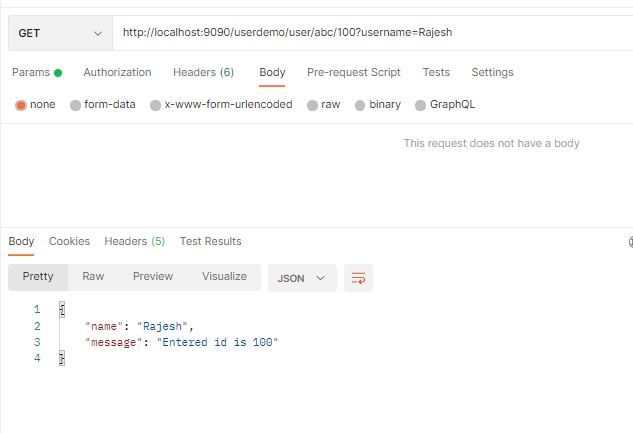 GET http://localhost:9090/userdemo/user/abc/100?username=Rajesh
Params Authorization Headers (6) Body Pre-request Script Tests Settings
none form-data x-www-form-urlencoded raw binary GraphQL
This request does not have a body
Body Cookies Headers (5) Test Results
Pretty Raw Preview Visualize JSON
1 {
2 "name": "Rajesh",
3 "message": "Entered id is 100"
4 }